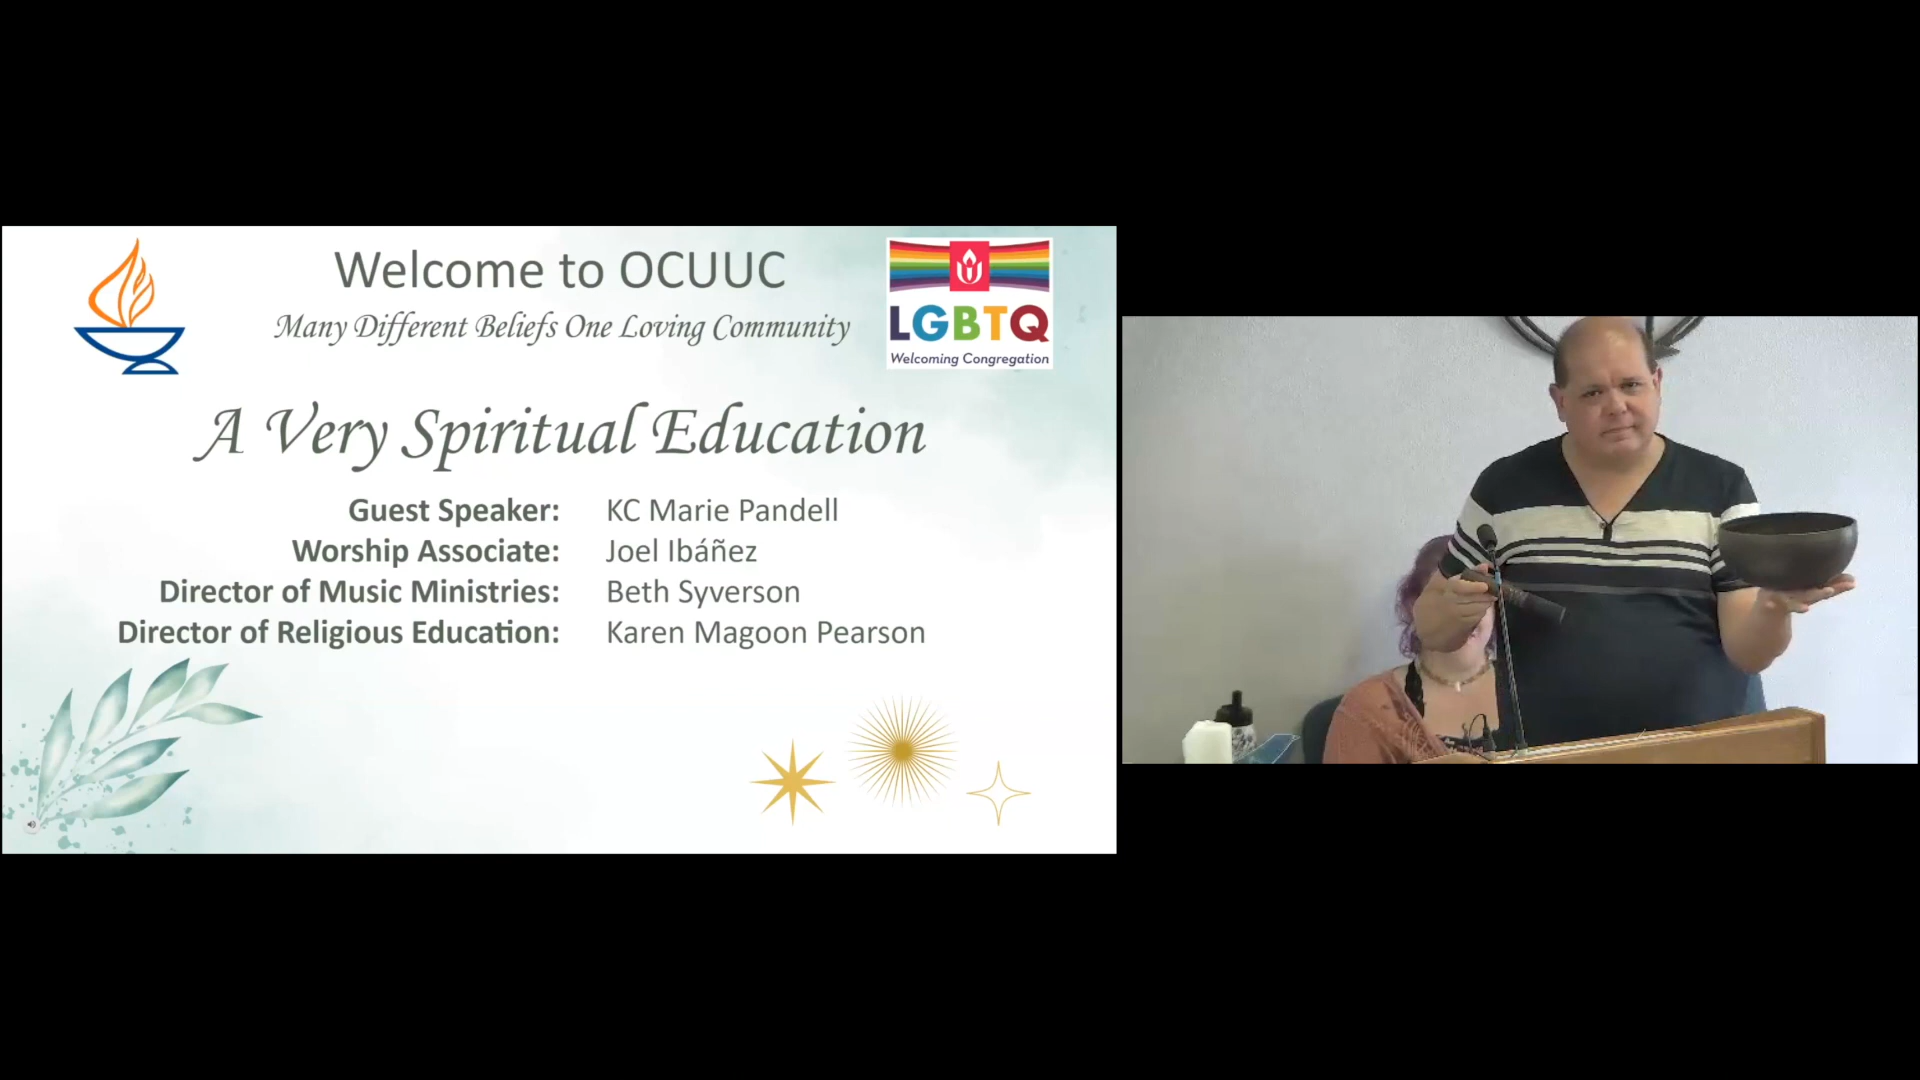 Welcome to OCUUC
Many Different Beliefs One Loving Community
LGBTQ
Welcoming Congregation
A Very Spiritual Education
Guest Speaker: KC Marie Pandell
Worship Associate: Joel Ibáñez
Director of Music Ministries: Beth Syverson
Director of Religious Education: Karen Magoon Pearson